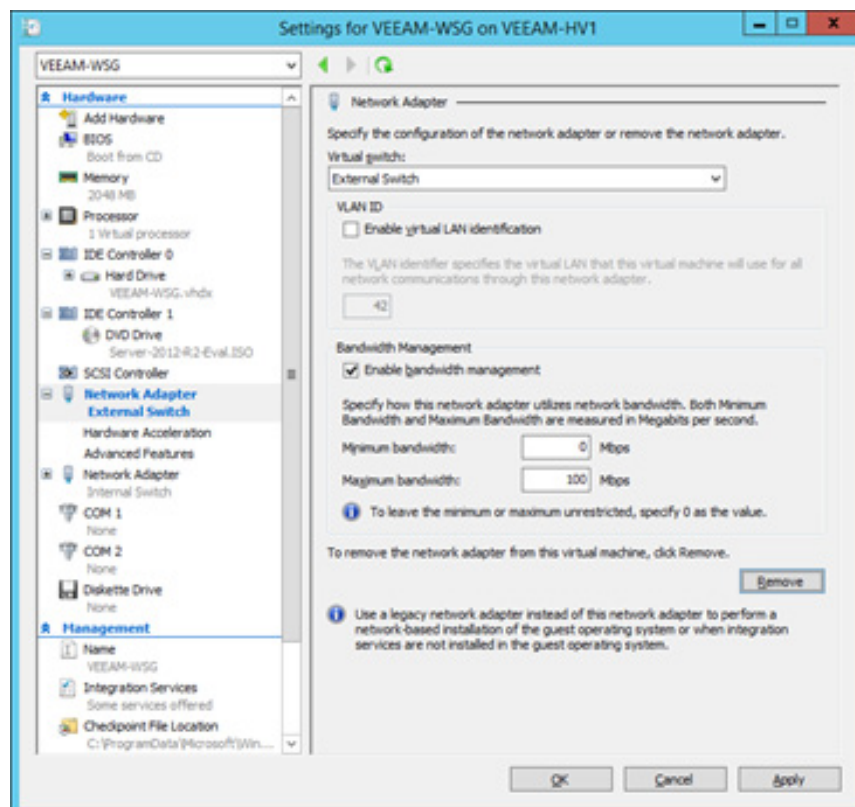 Settings for VEEAM-WSG on VEEAM-HV1
VEEAM-WSG
Hardware
Add Hardware
BIOS
Boot from CD
Memory
2048 MB
Processor
1 Virtual processor
IDE Controller 0
Hard Drive
VEEAM-WSG.vhdx
IDE Controller 1
DVD Drive
Server-2012-R2-Eval.ISO
SCSI Controller
Network Adapter
External Switch
Hardware Acceleration
Advanced Features
Network Adapter
Internal Switch
COM 1
None
COM 2
None
Diskette Drive
None
Management
Name
VEEAM-WSG
Integration Services
Some services offered
Checkpoint File Location
C:\ProgramData\Microsoft\Win...
Network Adapter
Specify the configuration of the network adapter or remove the network adapter.
Virtual switch:
External Switch
VLAN ID
Enable virtual LAN identification
The VLAN identifier specifies the virtual LAN that this virtual machine will use for all
network communications through this network adapter.
42
Bandwidth Management
Enable bandwidth management
Specify how this network adapter utilizes network bandwidth. Both Minimum
Bandwidth and Maximum Bandwidth are measured in Megabits per second.
Minimum bandwidth: 0 Mbps
Maximum bandwidth: 100 Mbps
To leave the minimum or maximum unrestricted, specify 0 as the value.
To remove the network adapter from this virtual machine, click Remove.
Remove
Use a legacy network adapter instead of this network adapter to perform a
network-based installation of the guest operating system or when integration
services are not installed in the guest operating system.
OK Cancel Apply